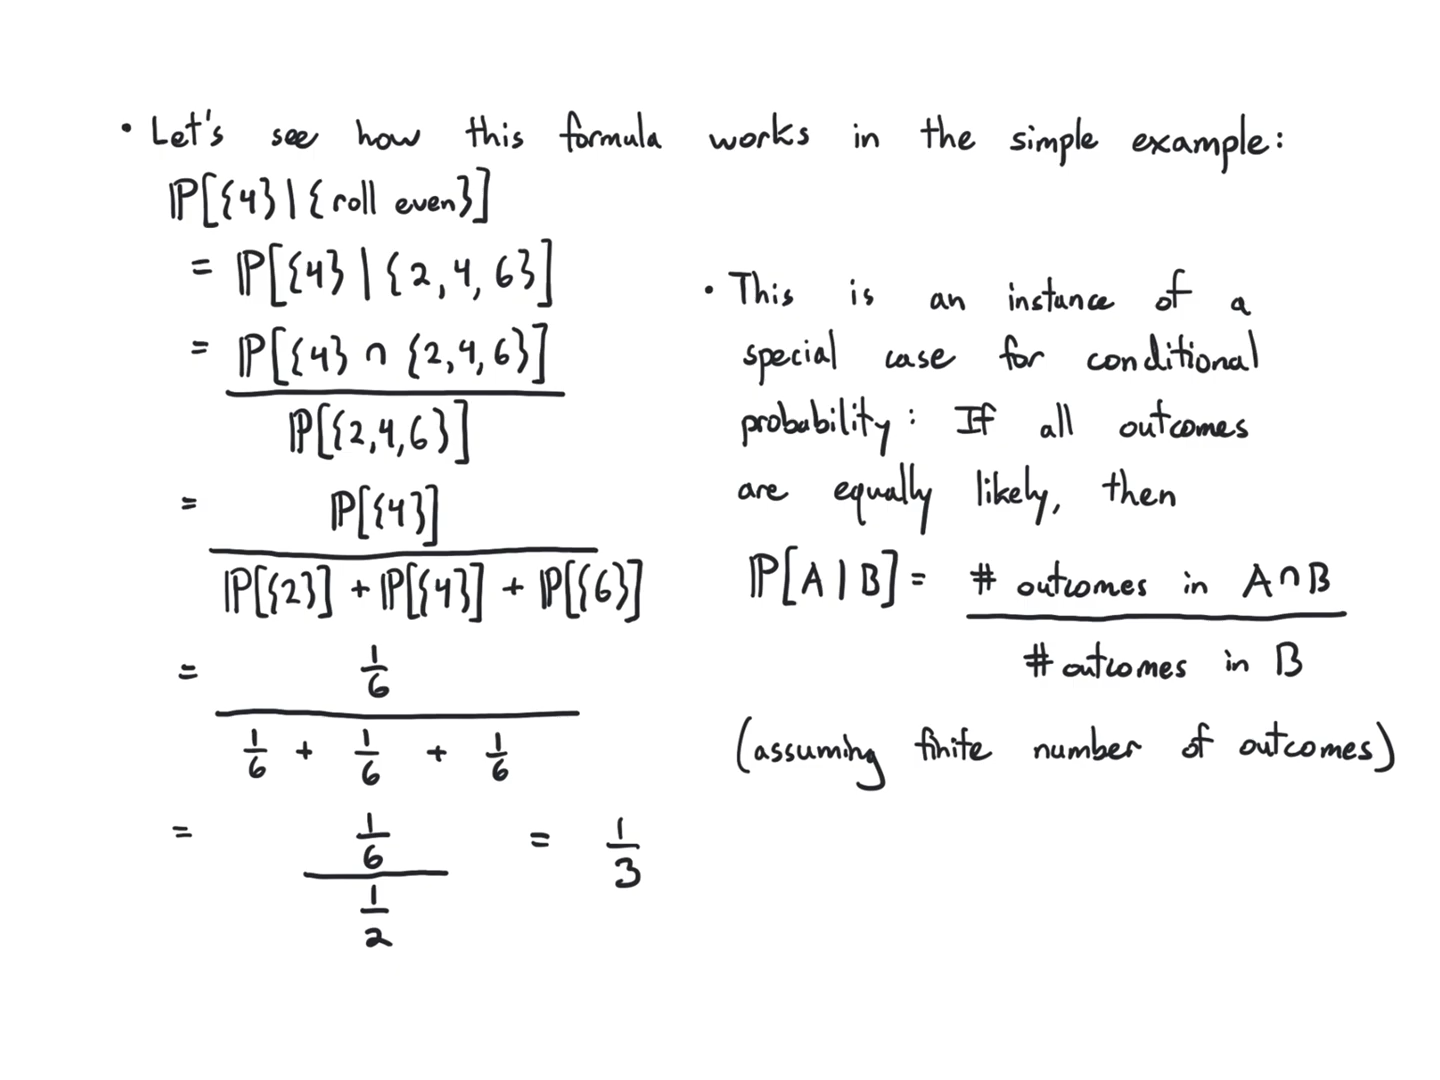 • Let's see how this formula works in the simple example:
ℙ[{4} | {roll even}]
= ℙ[{4} | {2, 4, 6}]
= ℙ[{4} ∩ {2,4,6}]
ℙ[{2,4,6}]
= ℙ[{4}]
ℙ[{2}] + ℙ[{4}] + ℙ[{6}]
= 1/6
1/6 + 1/6 + 1/6
= 1/6 = 1/3
1/2
• This is an instance of a
special case for conditional
probability: If all outcomes
are equally likely, then
ℙ[A | B] = # outcomes in A∩B
# outcomes in B
(assuming finite number of outcomes)